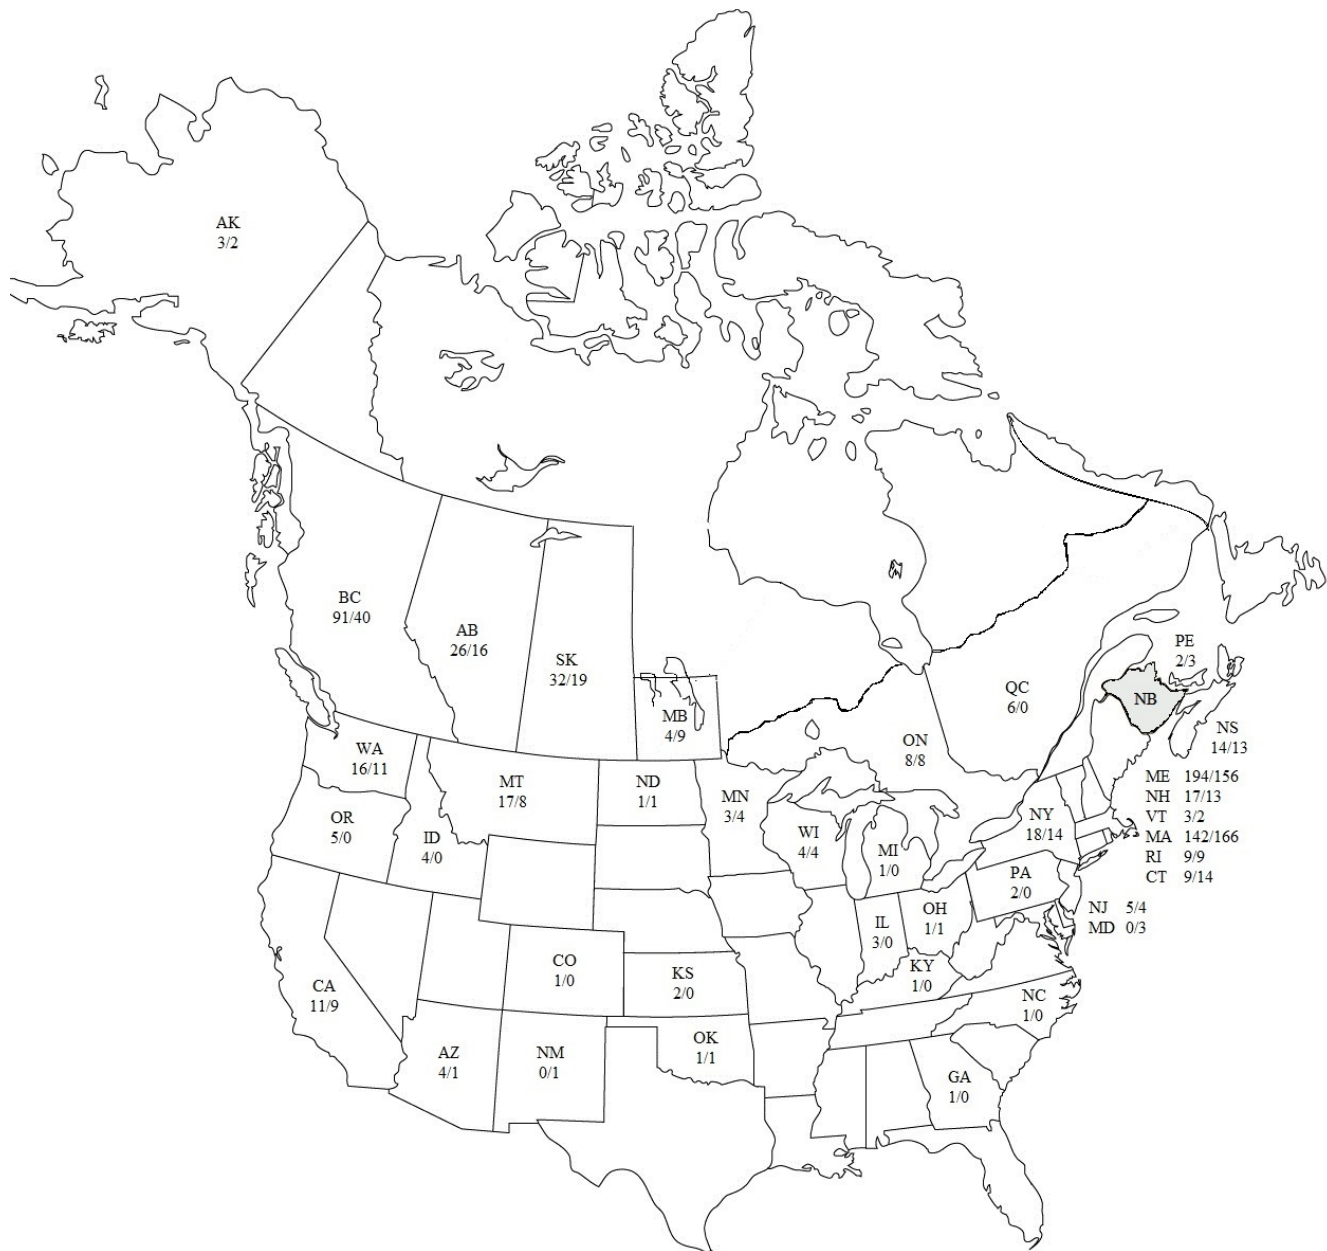 AK
3/2
BC
91/40
AB
26/16
SK
32/19
MB
4/9
ON
8/8
QC
6/0
PE
2/3
NB
NS
14/13
WA
16/11
MT
17/8
ND
1/1
MN
3/4
OR
5/0
ID
4/0
WI
4/4
MI
1/0
NY
18/14
ME 194/156
NH 17/13
VT 3/2
MA 142/166
RI 9/9
CT 9/14
PA
2/0
NJ 5/4
MD 0/3
IL
3/0
OH
1/1
KY
1/0
CA
11/9
CO
1/0
KS
2/0
NC
1/0
AZ
4/1
NM
0/1
OK
1/1
GA
1/0